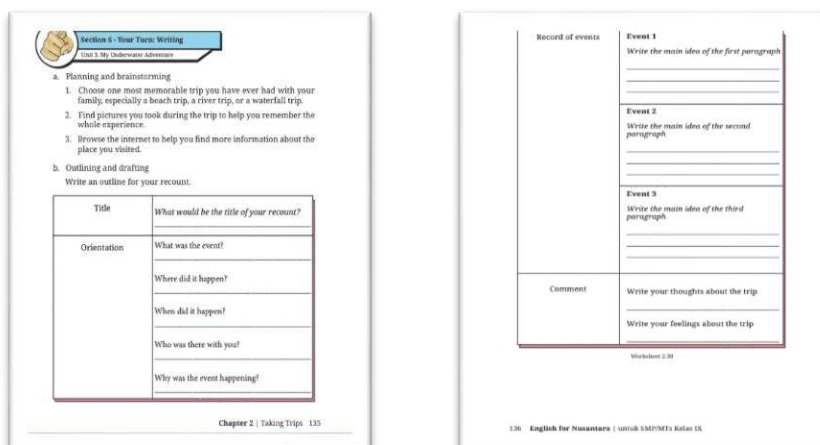 Section 6 - Your Turn: Writing
Unit 3. My Underwater Adventure
a. Planning and brainstorming
1. Choose one most memorable trip you have ever had with your
family, especially a beach trip, a river trip, or a waterfall trip.
2. Find pictures you took during the trip to help you remember the
whole experience.
3. Browse the internet to help you find more information about the
place you visited.
b. Outlining and drafting
Write an outline for your recount.
Title
What would be the title of your recount?
Orientation
What was the event?
Where did it happen?
When did it happen?
Who was there with you?
Why was the event happening?
Chapter 2 | Taking Trips 135
Record of events
Event 1
Write the main idea of the first paragraph
Event 2
Write the main idea of the second
paragraph
Event 3
Write the main idea of the third
paragraph
Comment
Write your thoughts about the trip
Write your feelings about the trip
Worksheet 2.30
136 English for Nusantara | untuk SMP/MTs Kelas IX